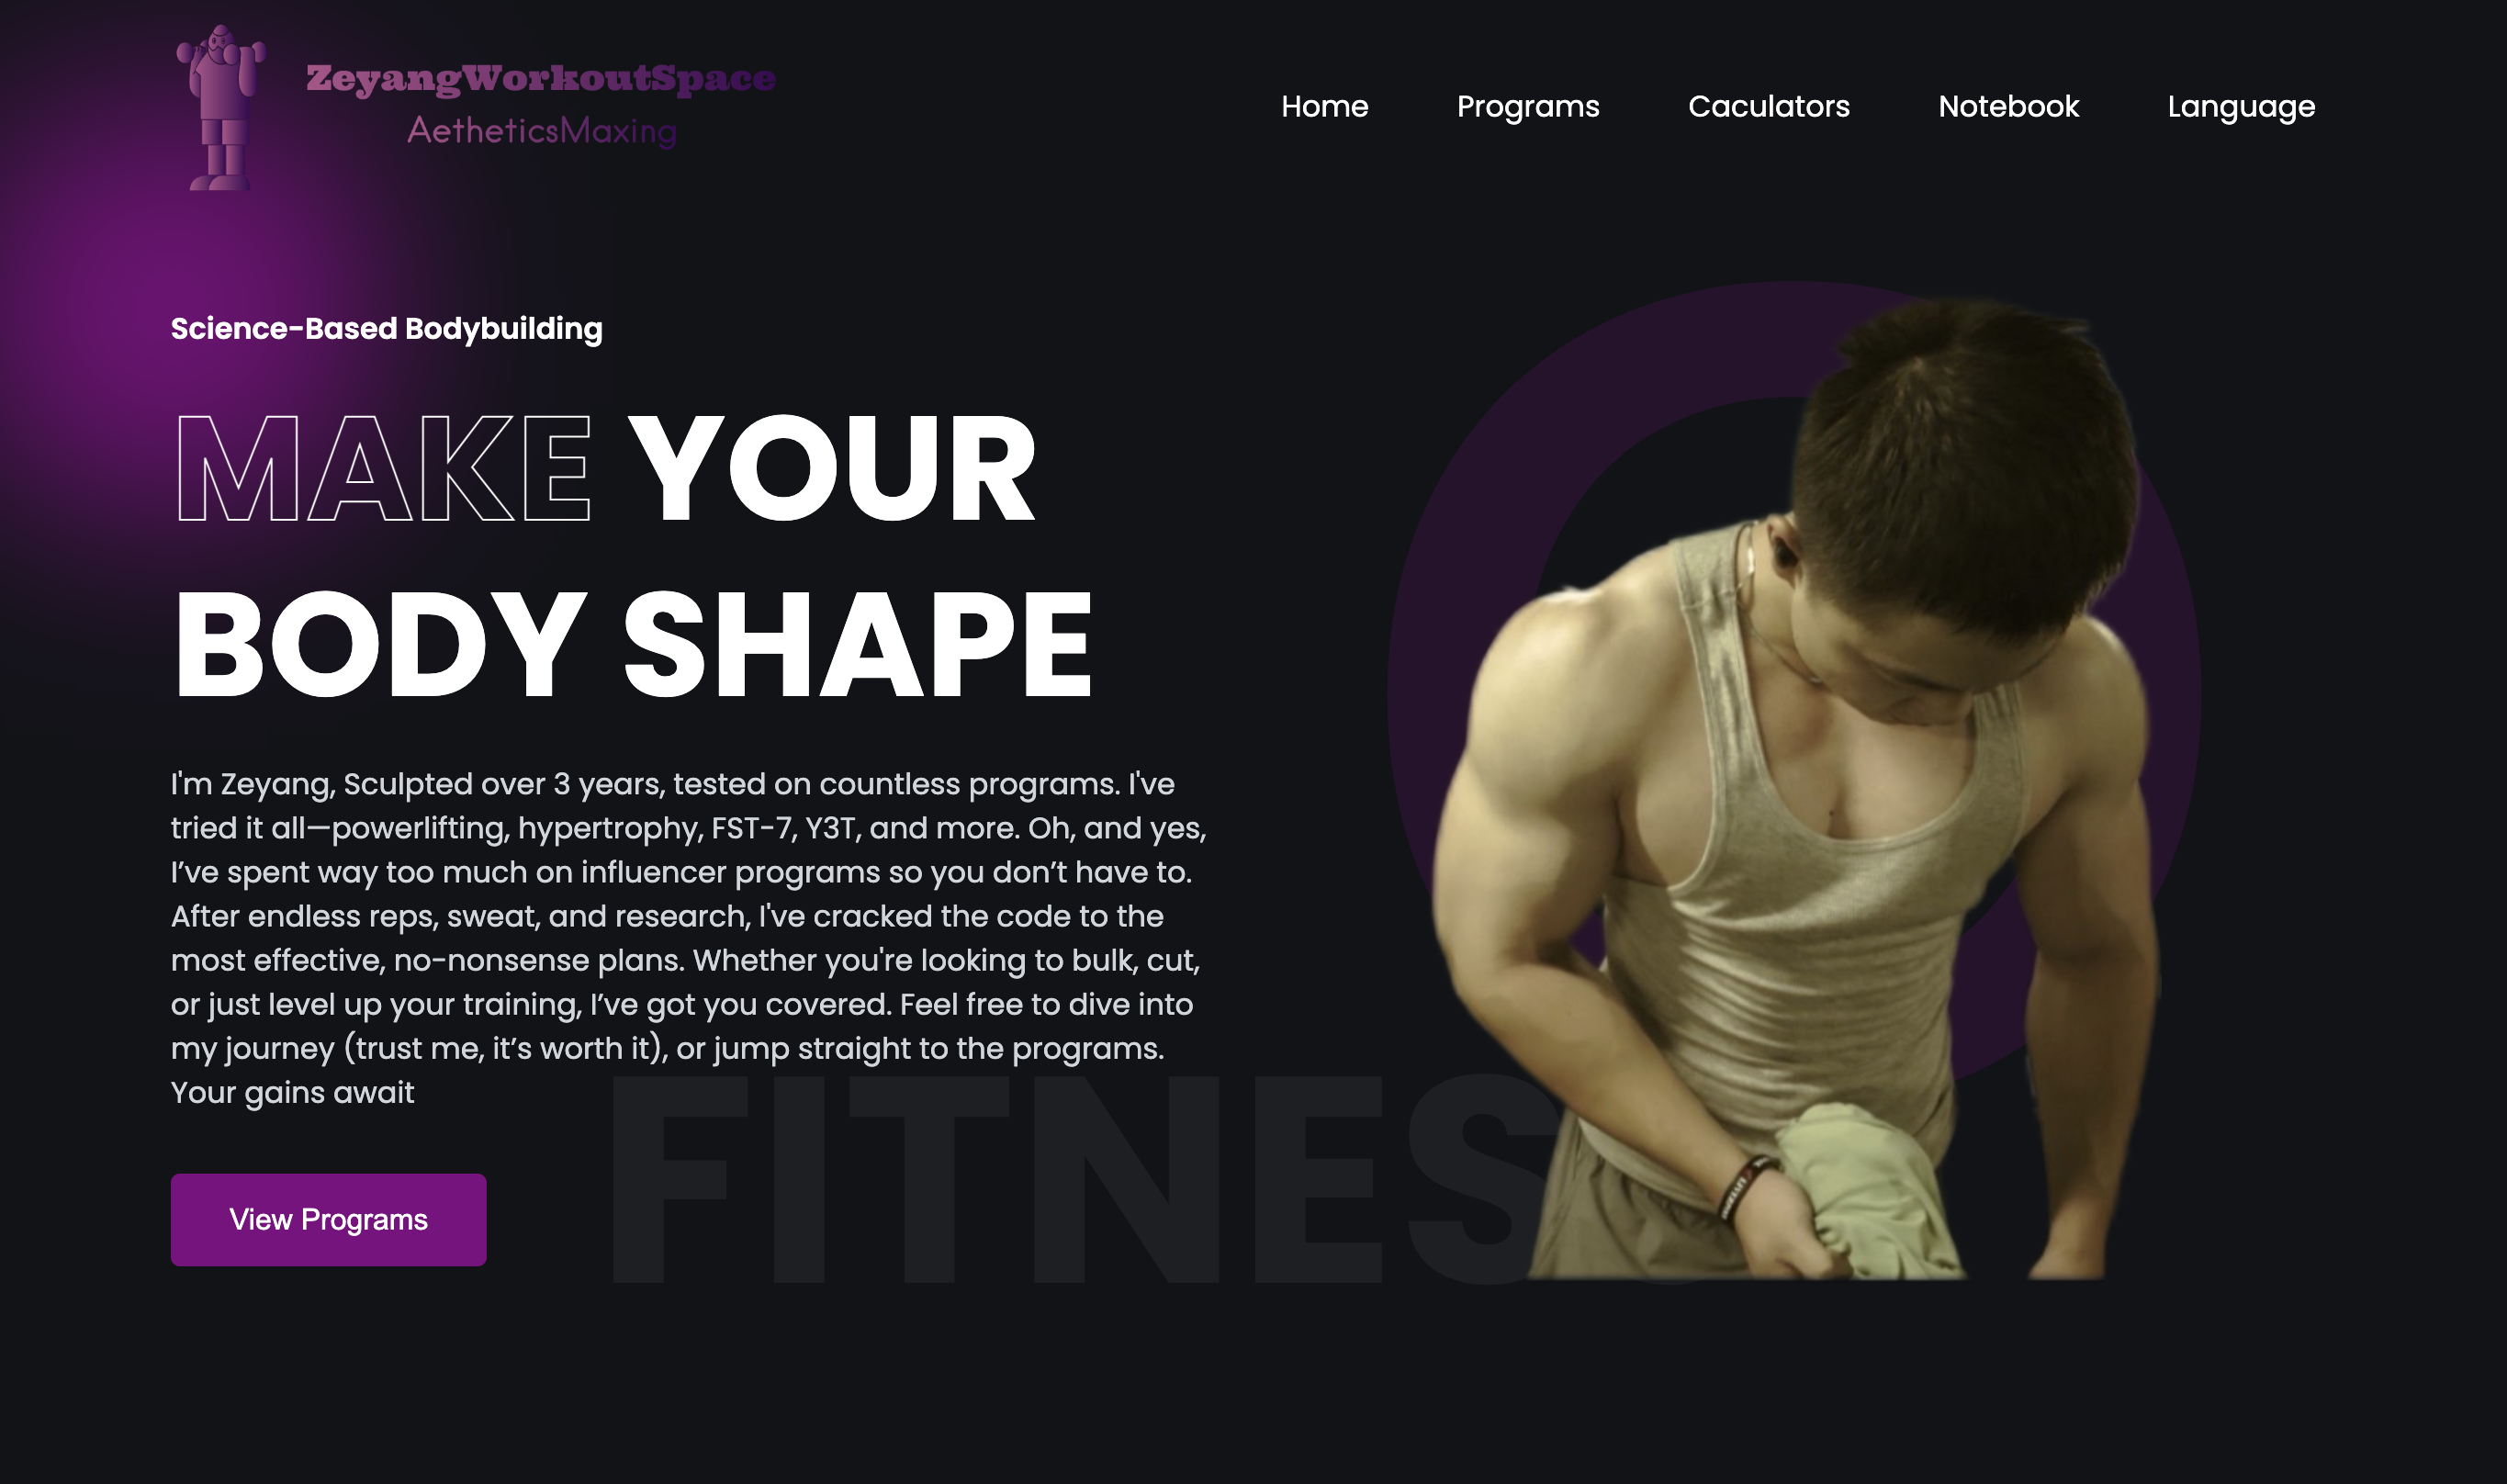 ZeyangWorkoutSpace
AetheticsMaxing
Home Programs Caculators Notebook Language
Science-Based Bodybuilding
MAKE YOUR
BODY SHAPE
I'm Zeyang, Sculpted over 3 years, tested on countless programs. I've
tried it all—powerlifting, hypertrophy, FST-7, Y3T, and more. Oh, and yes,
I’ve spent way too much on influencer programs so you don’t have to.
After endless reps, sweat, and research, I've cracked the code to the
most effective, no-nonsense plans. Whether you're looking to bulk, cut,
or just level up your training, I’ve got you covered. Feel free to dive into
my journey (trust me, it’s worth it), or jump straight to the programs.
Your gains await
FITNES
View Programs